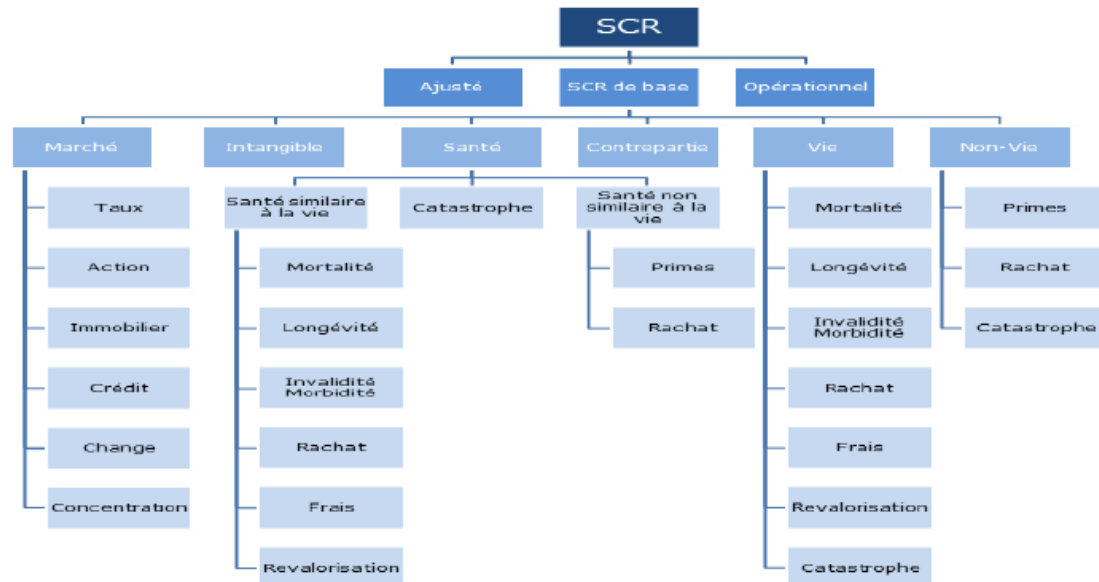 SCR
Ajusté
SCR de base
Opérationnel
Marché
Intangible
Santé
Contrepartie
Vie
Non-Vie
Taux
Action
Immobilier
Crédit
Change
Concentration
Santé similaire
à la vie
Mortalité
Longévité
Invalidité
Morbidité
Rachat
Frais
Revalorisation
Catastrophe
Santé non
similaire à la
vie
Primes
Rachat
Mortalité
Longévité
Invalidité
Morbidité
Rachat
Frais
Revalorisation
Catastrophe
Primes
Rachat
Catastrophe